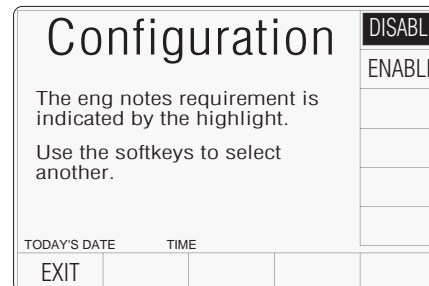 Configuration
DISABL
ENABLE
The eng notes requirement is
indicated by the highlight.
Use the softkeys to select
another.
TODAY'S DATE TIME
EXIT